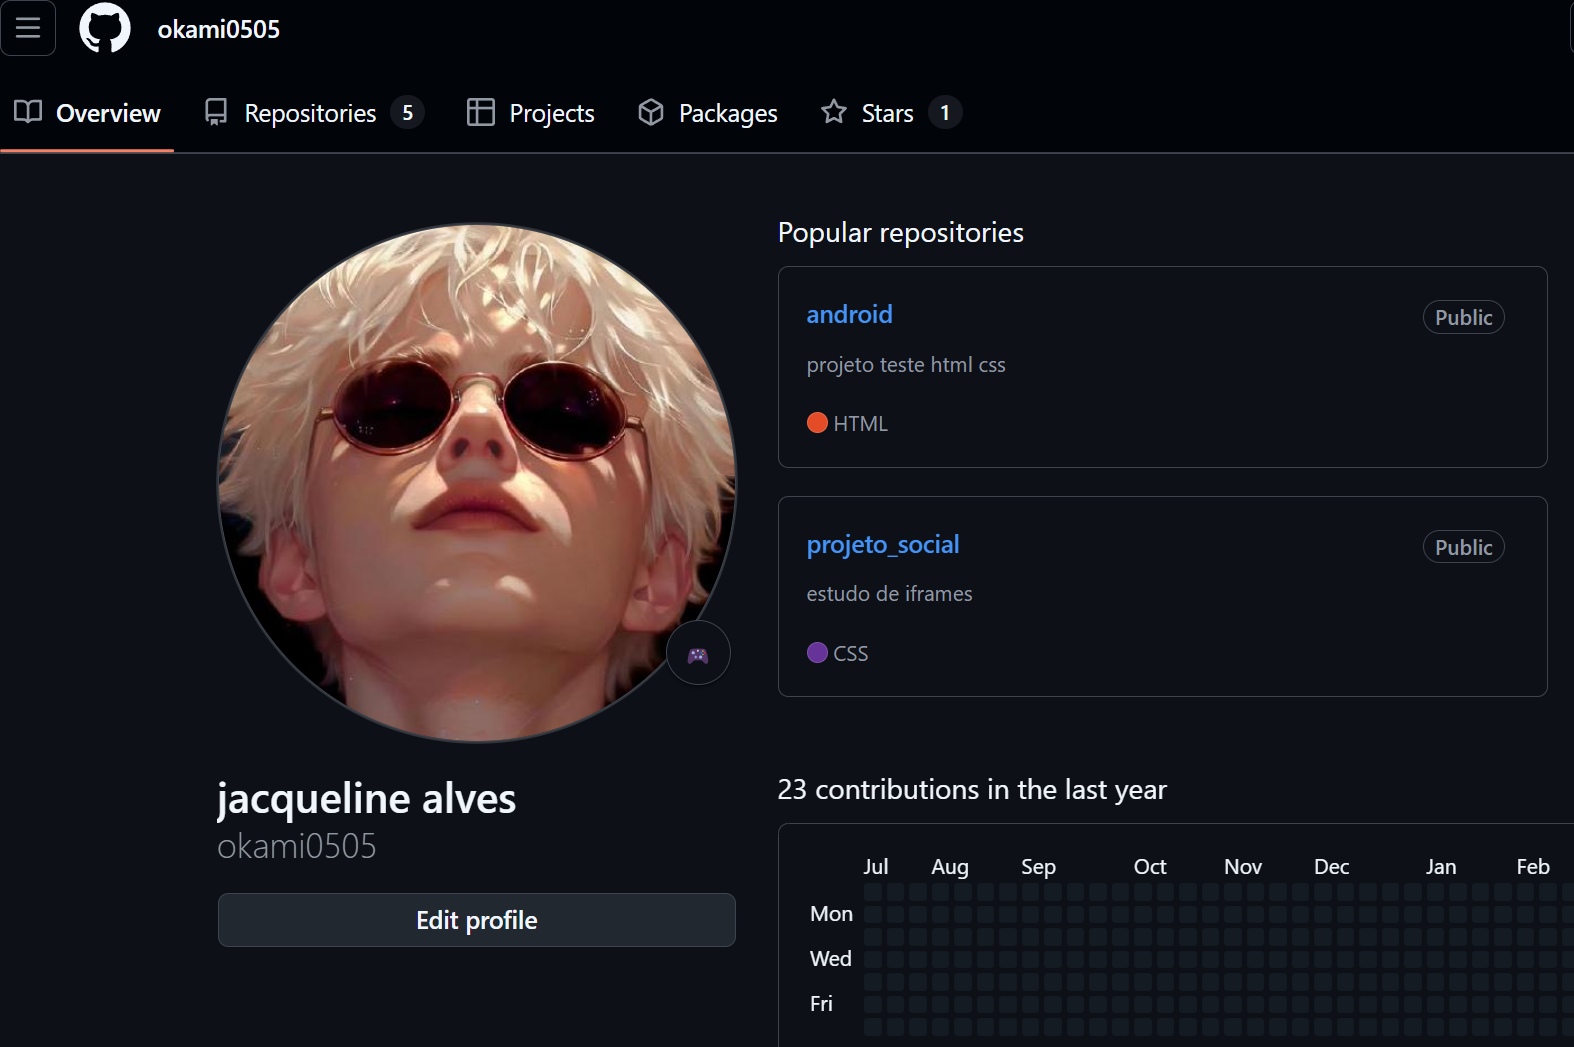 okami0505
Overview Repositories 5 Projects Packages Stars 1
jacqueline alves
okami0505
Edit profile
Popular repositories
android Public
projeto teste html css
HTML
projeto_social Public
estudo de iframes
CSS
23 contributions in the last year
Jul Aug Sep Oct Nov Dec Jan Feb
Mon
Wed
Fri